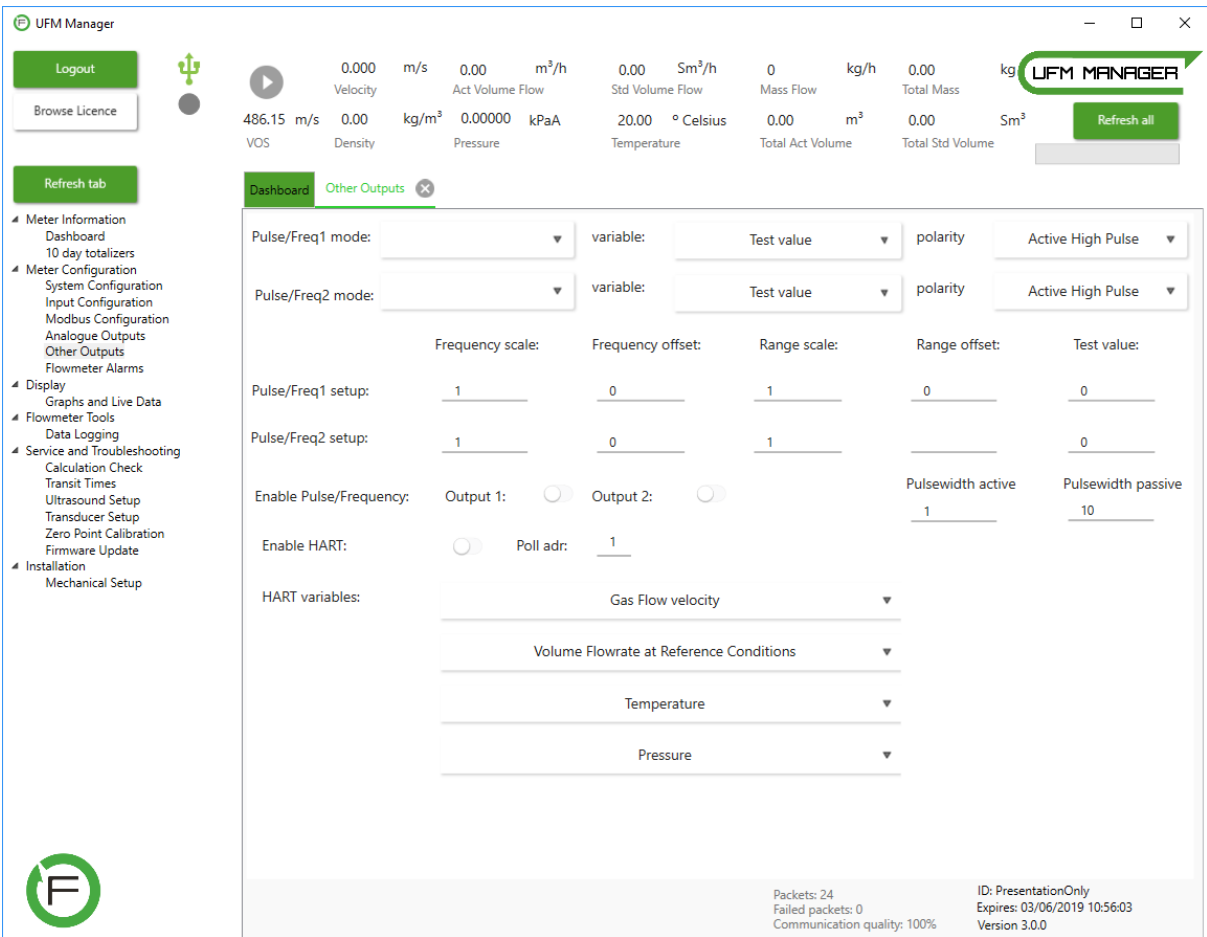 UFM Manager
Logout
Browse Licence
0.000 m/s 0.00 m³/h 0.00 Sm³/h 0 kg/h 0.00 kg
Velocity Act Volume Flow Std Volume Flow Mass Flow Total Mass
UFM MANAGER
486.15 m/s 0.00 kg/m³ 0.00000 kPaA 20.00 ° Celsius 0.00 m³ 0.00 Sm³
VOS Density Pressure Temperature Total Act Volume Total Std Volume
Refresh all
Refresh tab
Meter Information
Dashboard
10 day totalizers
Meter Configuration
System Configuration
Input Configuration
Modbus Configuration
Analogue Outputs
Other Outputs
Flowmeter Alarms
Display
Graphs and Live Data
Flowmeter Tools
Data Logging
Service and Troubleshooting
Calculation Check
Transit Times
Ultrasound Setup
Transducer Setup
Zero Point Calibration
Firmware Update
Installation
Mechanical Setup
F
Dashboard Other Outputs
Pulse/Freq1 mode: variable: Test value polarity Active High Pulse
Pulse/Freq2 mode: variable: Test value polarity Active High Pulse
Frequency scale: Frequency offset: Range scale: Range offset: Test value:
Pulse/Freq1 setup: 1 0 1 0 0
Pulse/Freq2 setup: 1 0 1 0
Pulsewidth active Pulsewidth passive
Enable Pulse/Frequency: Output 1: Output 2: 1 10
Enable HART: Poll adr: 1
HART variables: Gas Flow velocity
Volume Flowrate at Reference Conditions
Temperature
Pressure
Packets: 24
Failed packets: 0
Communication quality: 100%
ID: PresentationOnly
Expires: 03/06/2019 10:56:03
Version 3.0.0